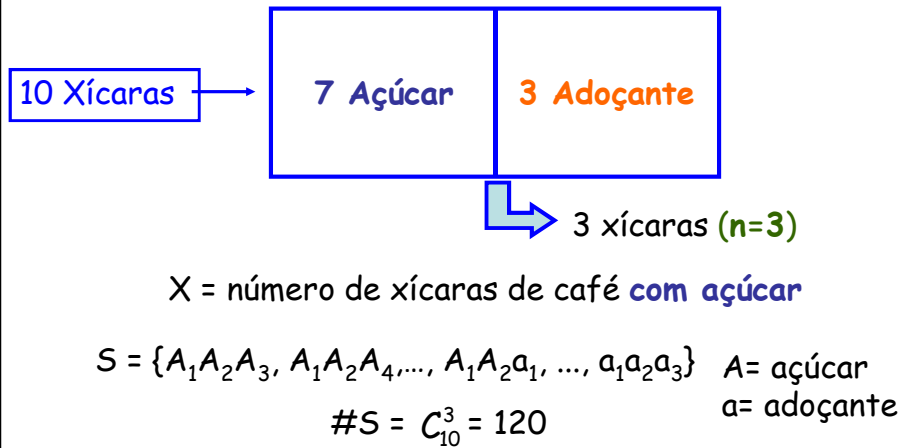 10 Xícaras
7 Açúcar
3 Adoçante
3 xícaras (n=3)
X = número de xícaras de café com açúcar
S = {A₁A₂A₃, A₁A₂A₄,..., A₁A₂a₁, ..., a₁a₂a₃}
A= açúcar
a= adoçante
#S = C³₁₀ = 120